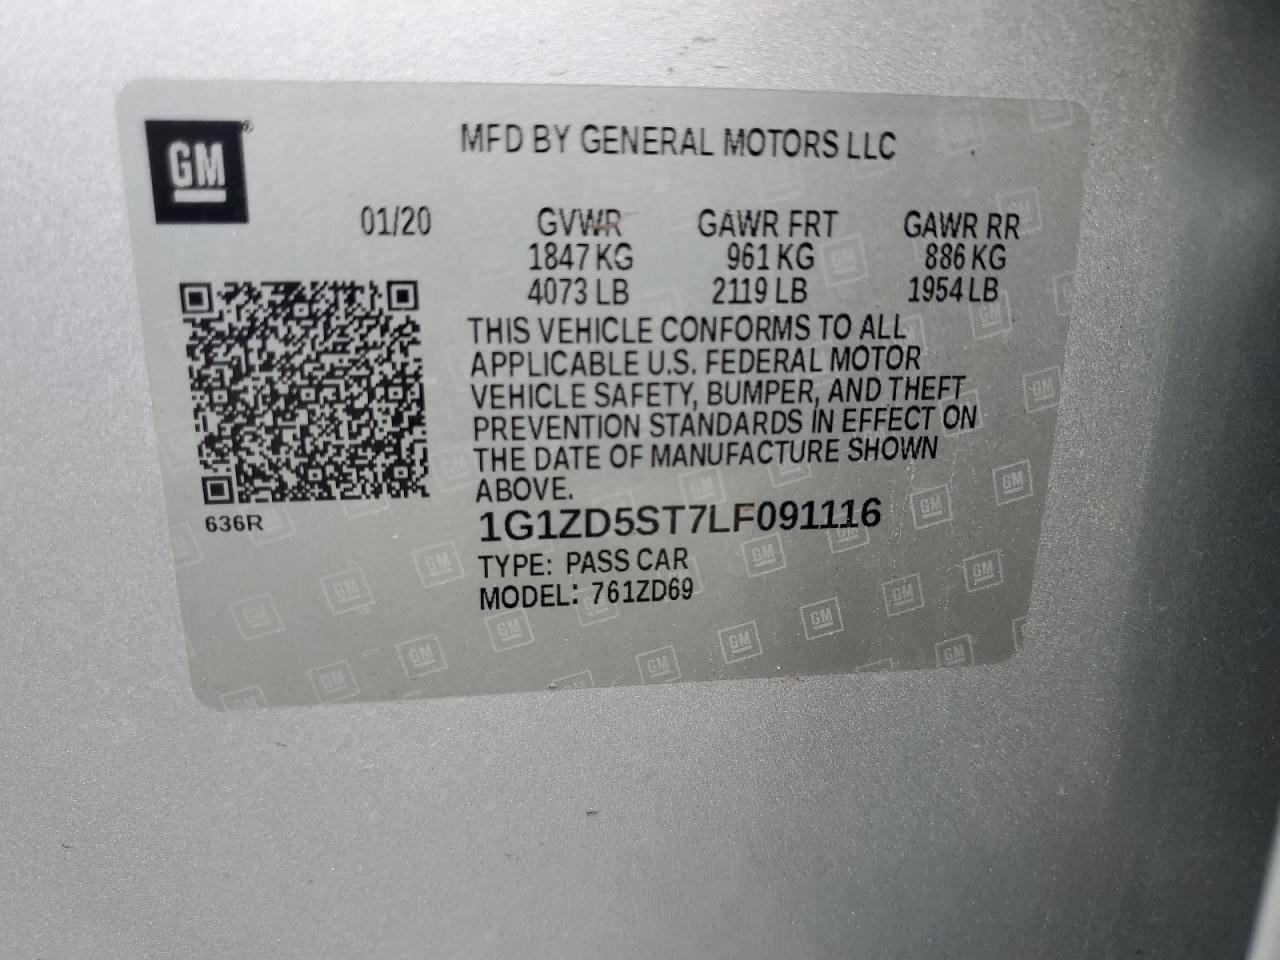 GM
MFD BY GENERAL MOTORS LLC
01/20 GVWR GAWR FRT GAWR RR
1847 KG 961 KG 886 KG
4073 LB 2119 LB 1954 LB
THIS VEHICLE CONFORMS TO ALL
APPLICABLE U.S. FEDERAL MOTOR
VEHICLE SAFETY, BUMPER, AND THEFT
PREVENTION STANDARDS IN EFFECT ON
THE DATE OF MANUFACTURE SHOWN
ABOVE.
636R
1G1ZD5ST7LF091116
TYPE: PASS CAR
MODEL: 761ZD69